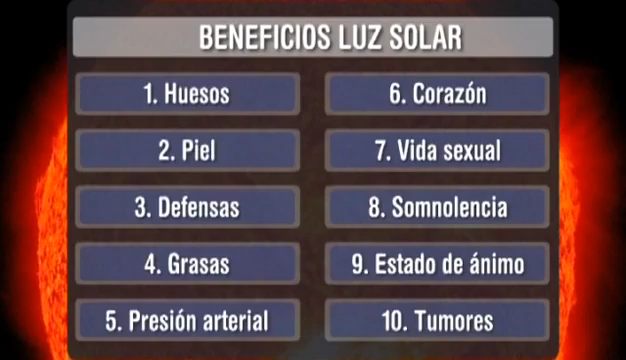 BENEFICIOS LUZ SOLAR
1. Huesos
2. Piel
3. Defensas
4. Grasas
5. Presión arterial
6. Corazón
7. Vida sexual
8. Somnolencia
9. Estado de ánimo
10. Tumores